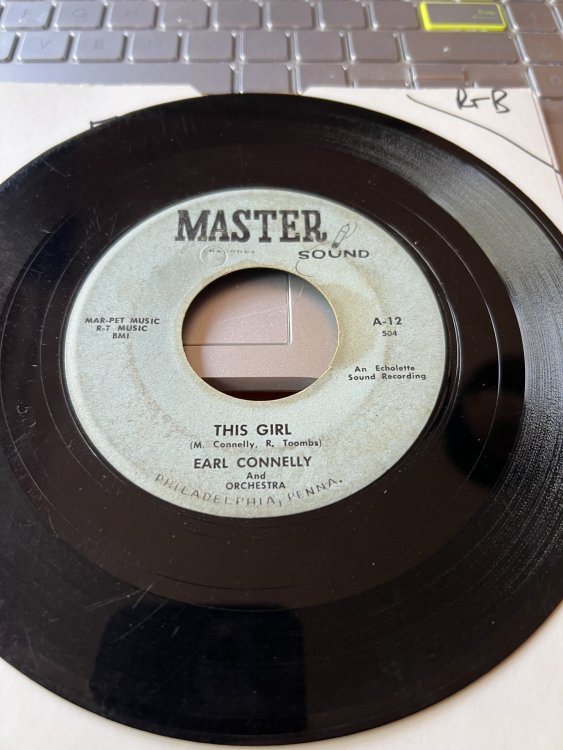 R+B
MASTER
RECORDS
SOUND
MAR-PET MUSIC
R-T MUSIC
BMI
A-12
504
An Echolette
Sound Recording
THIS GIRL
(M. Connelly, R. Toombs)
EARL CONNELLY
And
ORCHESTRA
PHILADELPHIA, PENNA.